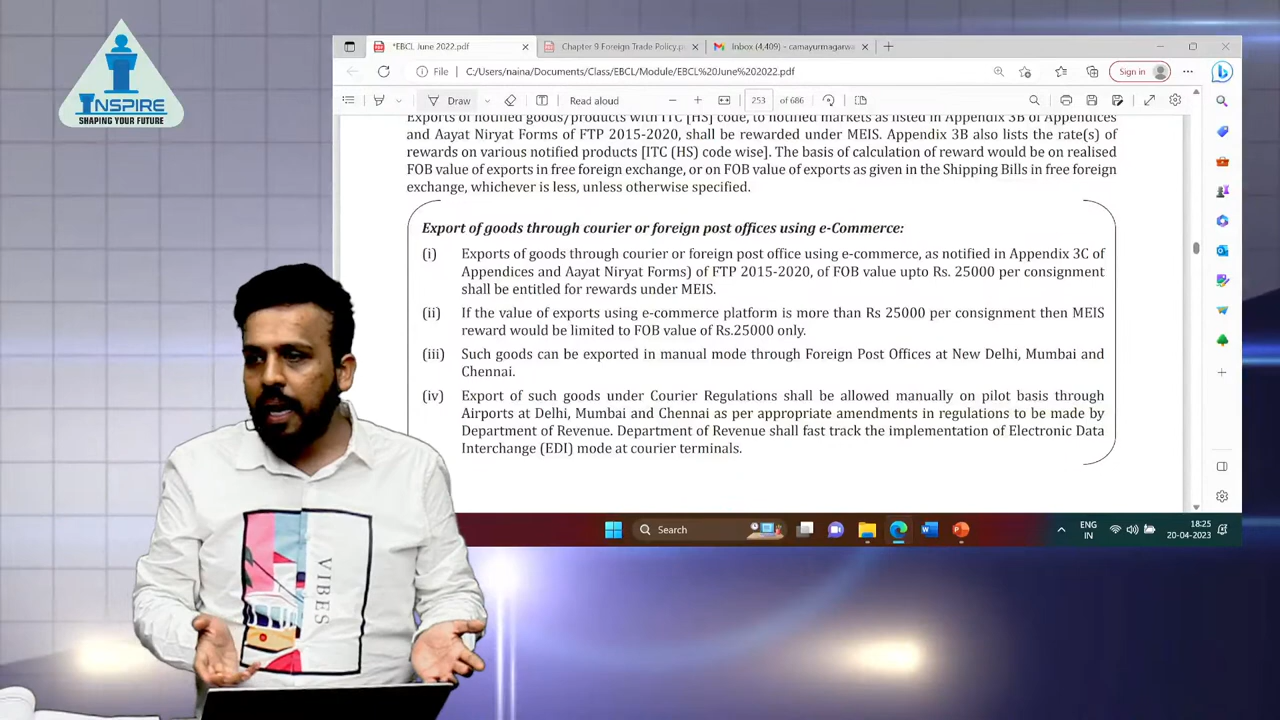 INSPIRE
SHAPING YOUR FUTURE
*EBCL June 2022.pdf
Chapter 9 Foreign Trade Policy.p
Inbox (4,409) - camayurmagarwa
File
C:/Users/naina/Documents/Class/EBCL/Module/EBCL%20June%202022.pdf
Sign in
Draw
Read aloud
253 of 686
Exports of notified goods/products with ITC [HS] code, to notified markets as listed in Appendix 3B of Appendices
and Aayat Niryat Forms of FTP 2015-2020, shall be rewarded under MEIS. Appendix 3B also lists the rate(s) of
rewards on various notified products [ITC (HS) code wise]. The basis of calculation of reward would be on realised
FOB value of exports in free foreign exchange, or on FOB value of exports as given in the Shipping Bills in free foreign
exchange, whichever is less, unless otherwise specified.
Export of goods through courier or foreign post offices using e-Commerce:
(i) Exports of goods through courier or foreign post office using e-commerce, as notified in Appendix 3C of
Appendices and Aayat Niryat Forms) of FTP 2015-2020, of FOB value upto Rs. 25000 per consignment
shall be entitled for rewards under MEIS.
(ii) If the value of exports using e-commerce platform is more than Rs 25000 per consignment then MEIS
reward would be limited to FOB value of Rs.25000 only.
(iii) Such goods can be exported in manual mode through Foreign Post Offices at New Delhi, Mumbai and
Chennai.
(iv) Export of such goods under Courier Regulations shall be allowed manually on pilot basis through
Airports at Delhi, Mumbai and Chennai as per appropriate amendments in regulations to be made by
Department of Revenue. Department of Revenue shall fast track the implementation of Electronic Data
Interchange (EDI) mode at courier terminals.
VIBES
Search
ENG
IN
18:25
20-04-2023